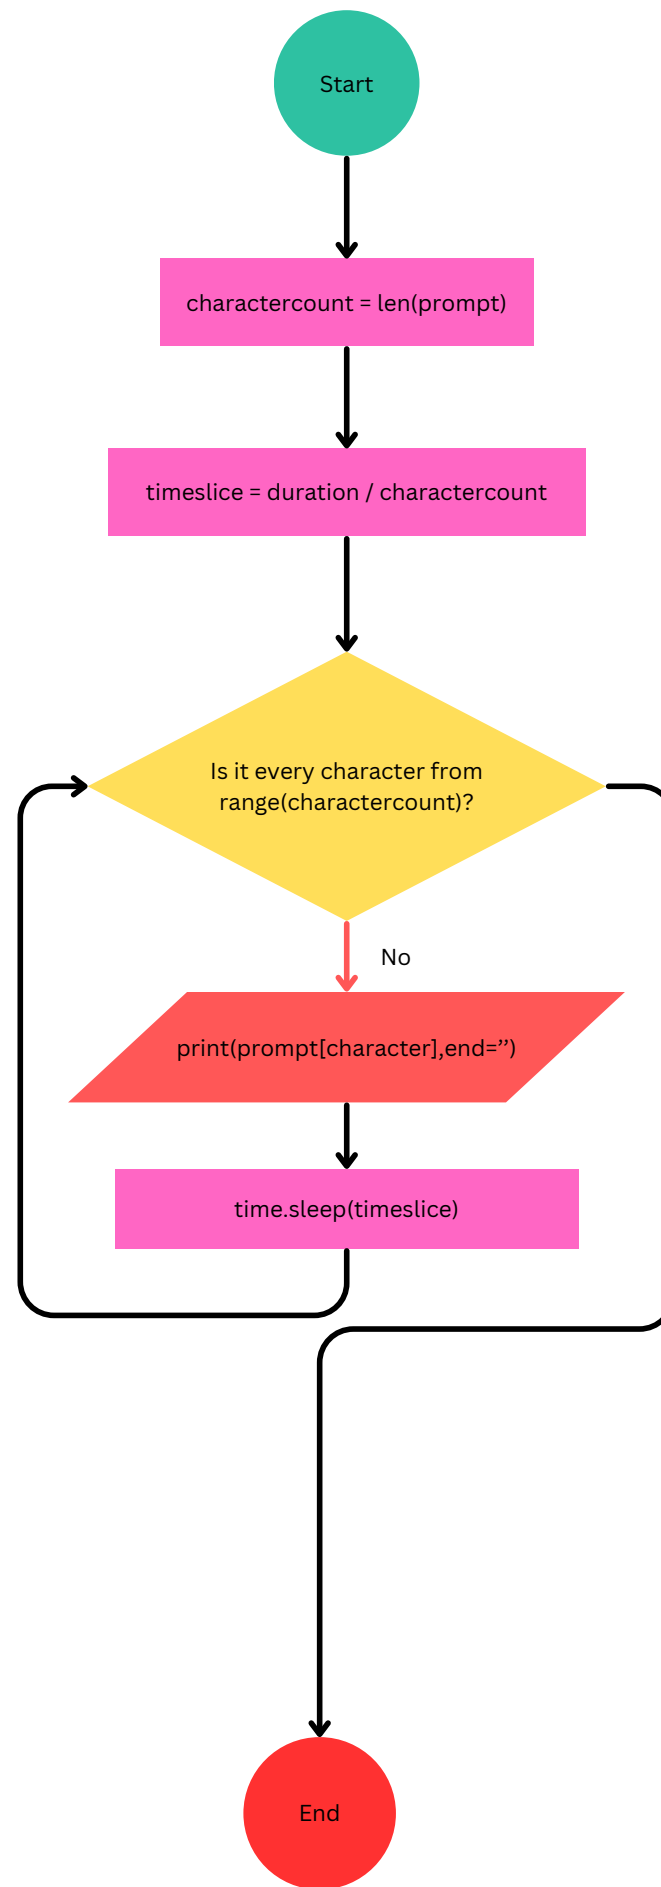 Start
charactercount = len(prompt)
timeslice = duration / charactercount
Is it every character from
range(charactercount)?
No
print(prompt[character],end=’’)
time.sleep(timeslice)
End